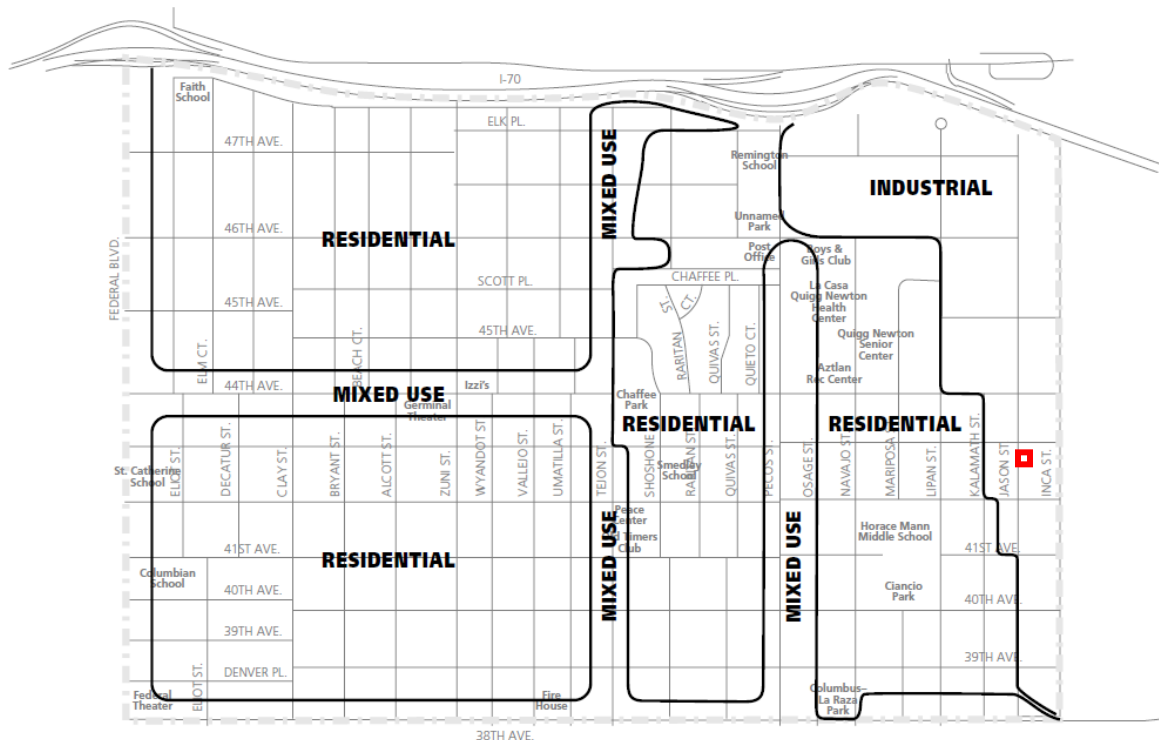 I-70
Faith
School
ELK PL.
47TH AVE.
MIXED USE
Remington
School
INDUSTRIAL
Unnamed
Park
46TH AVE.
RESIDENTIAL
FEDERAL BLVD.
Post
Office
Boys &
Girls Club
SCOTT PL.
CHAFFEE PL.
La Casa
Quigg Newton
Health
Center
45TH AVE.
ST.
CT.
45TH AVE.
RARITAN
QUIVAS ST.
QUIETO CT.
Quigg Newton
Senior
Center
ELM CT.
BEACH CT.
Aztlan
Rec Center
44TH AVE.
MIXED USE
Izzi's
Germinal
Theater
Chaffee
Park
RESIDENTIAL
RESIDENTIAL
St. Catherine
School
ELIOT ST.
DECATUR ST.
CLAY ST.
BRYANT ST.
ALCOTT ST.
ZUNI ST.
WYANDOT ST.
VALLEJO ST.
UMATILLA ST.
TEJON ST.
SHOSHONE
RARITAN ST.
Smedley
School
QUIVAS ST.
PECOS ST.
OSAGE ST.
NAVAJO ST.
MARIPOSA ST.
LIPAN ST.
KALAMATH ST.
JASON ST.
INCA ST.
Peace
Center
Old Timers
Club
MIXED USE
MIXED USE
Horace Mann
Middle School
41ST AVE.
RESIDENTIAL
41ST AVE.
Columbian
School
40TH AVE.
Ciancio
Park
40TH AVE.
39TH AVE.
39TH AVE.
DENVER PL.
ELIOT ST.
Federal
Theater
Fire
House
Columbus–
La Raza
Park
38TH AVE.